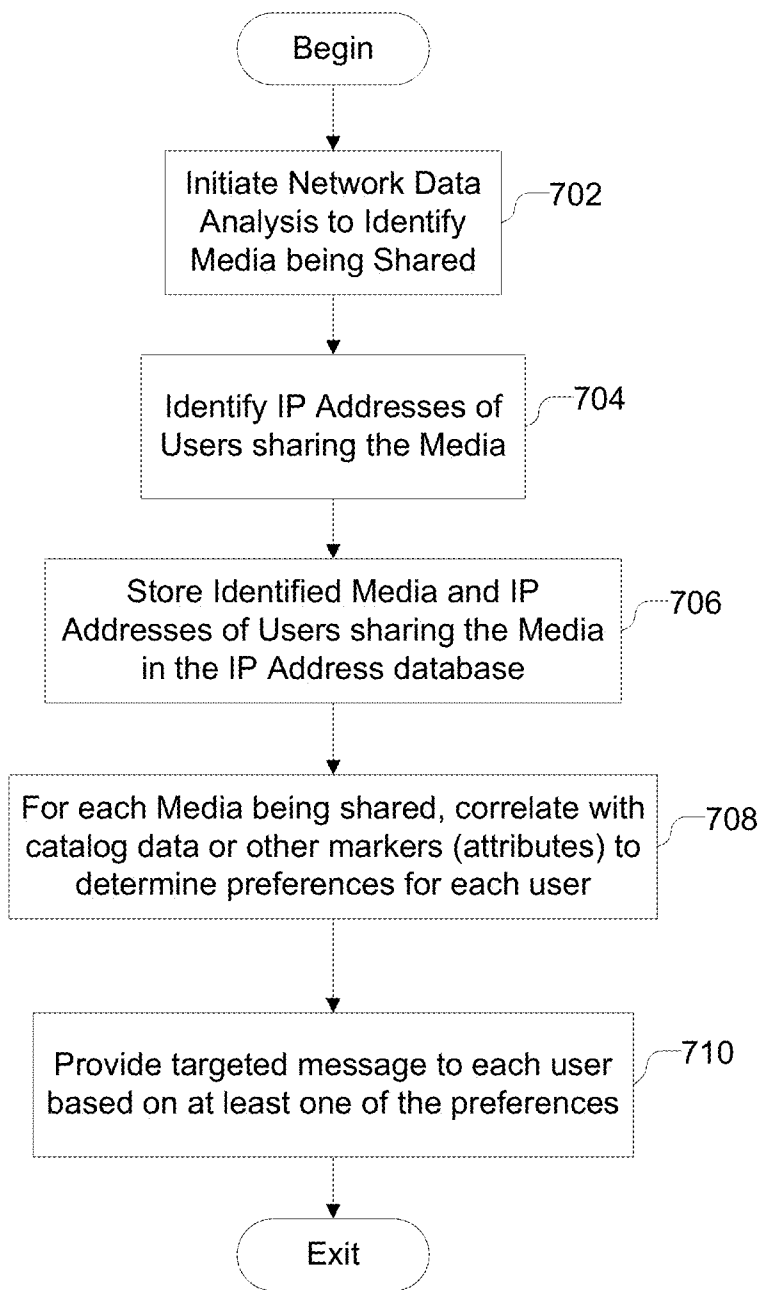 Begin
Initiate Network Data
Analysis to Identify
Media being Shared
702
Identify IP Addresses of
Users sharing the Media
704
Store Identified Media and IP
Addresses of Users sharing the Media
in the IP Address database
706
For each Media being shared, correlate with
catalog data or other markers (attributes) to
determine preferences for each user
708
Provide targeted message to each user
based on at least one of the preferences
710
Exit